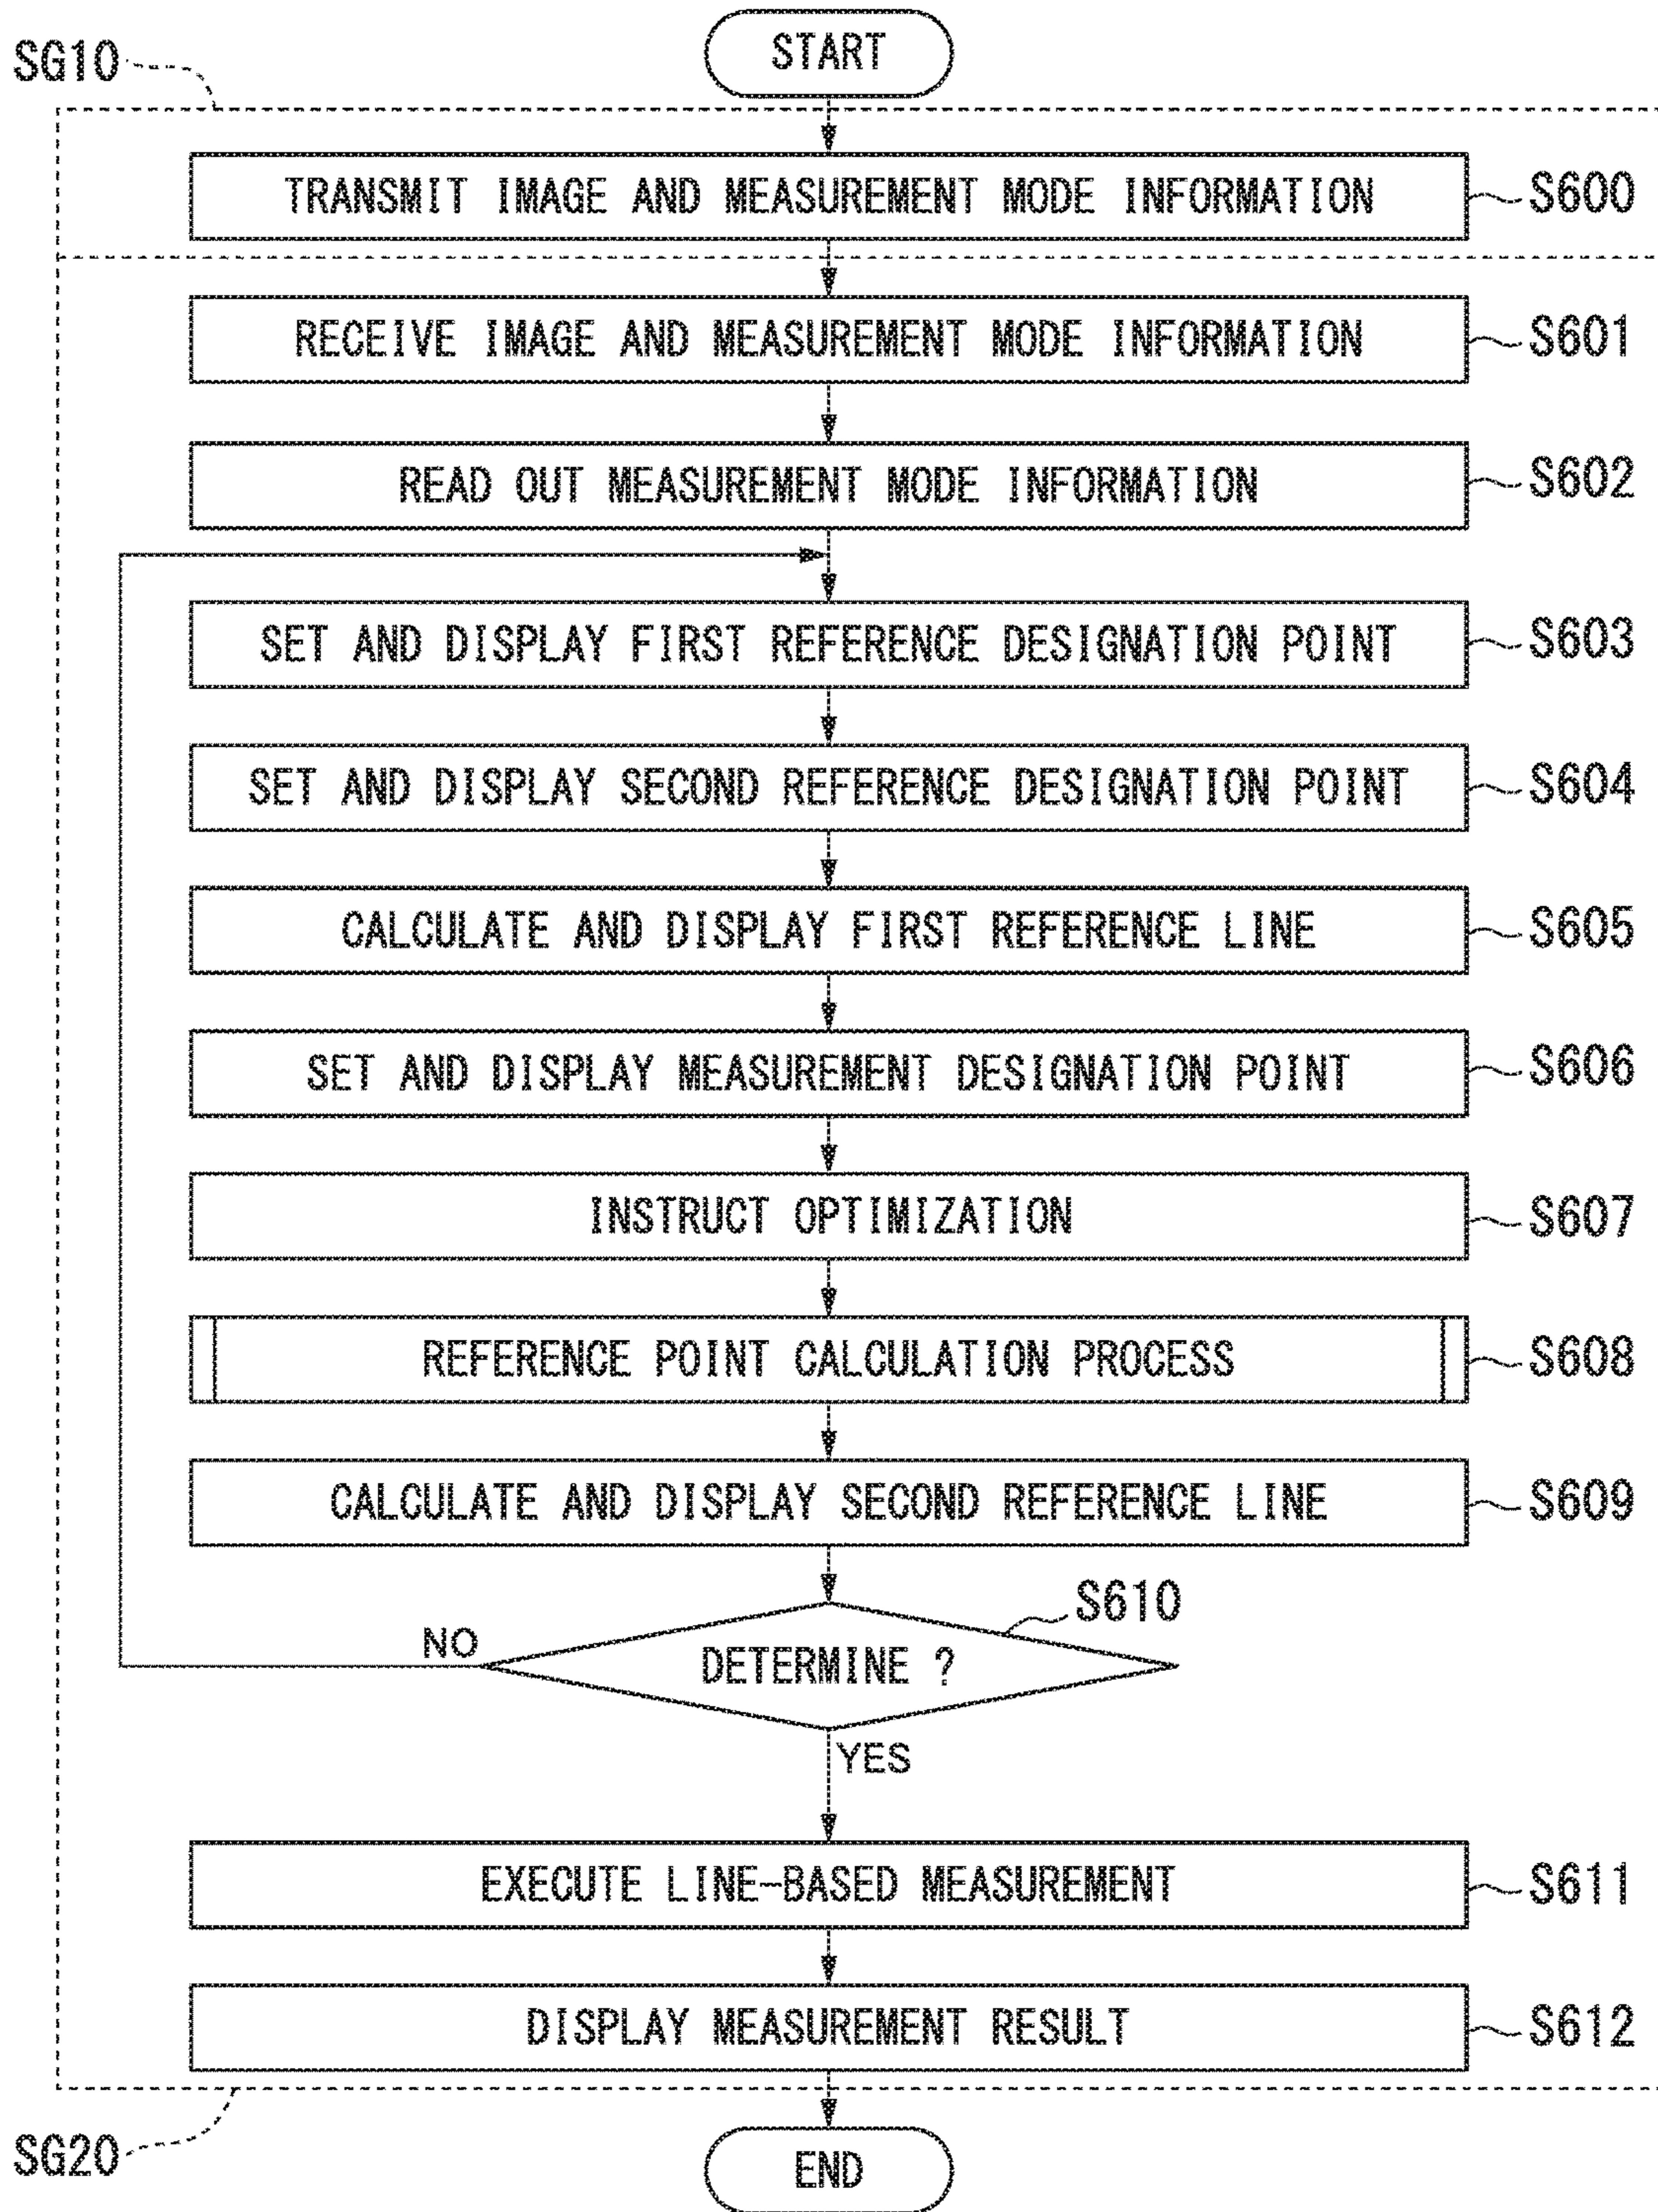 START
SG10
TRANSMIT IMAGE AND MEASUREMENT MODE INFORMATION S600
RECEIVE IMAGE AND MEASUREMENT MODE INFORMATION S601
READ OUT MEASUREMENT MODE INFORMATION S602
SET AND DISPLAY FIRST REFERENCE DESIGNATION POINT S603
SET AND DISPLAY SECOND REFERENCE DESIGNATION POINT S604
CALCULATE AND DISPLAY FIRST REFERENCE LINE S605
SET AND DISPLAY MEASUREMENT DESIGNATION POINT S606
INSTRUCT OPTIMIZATION S607
REFERENCE POINT CALCULATION PROCESS S608
CALCULATE AND DISPLAY SECOND REFERENCE LINE S609
S610
NO
DETERMINE ?
YES
EXECUTE LINE-BASED MEASUREMENT S611
DISPLAY MEASUREMENT RESULT S612
SG20
END